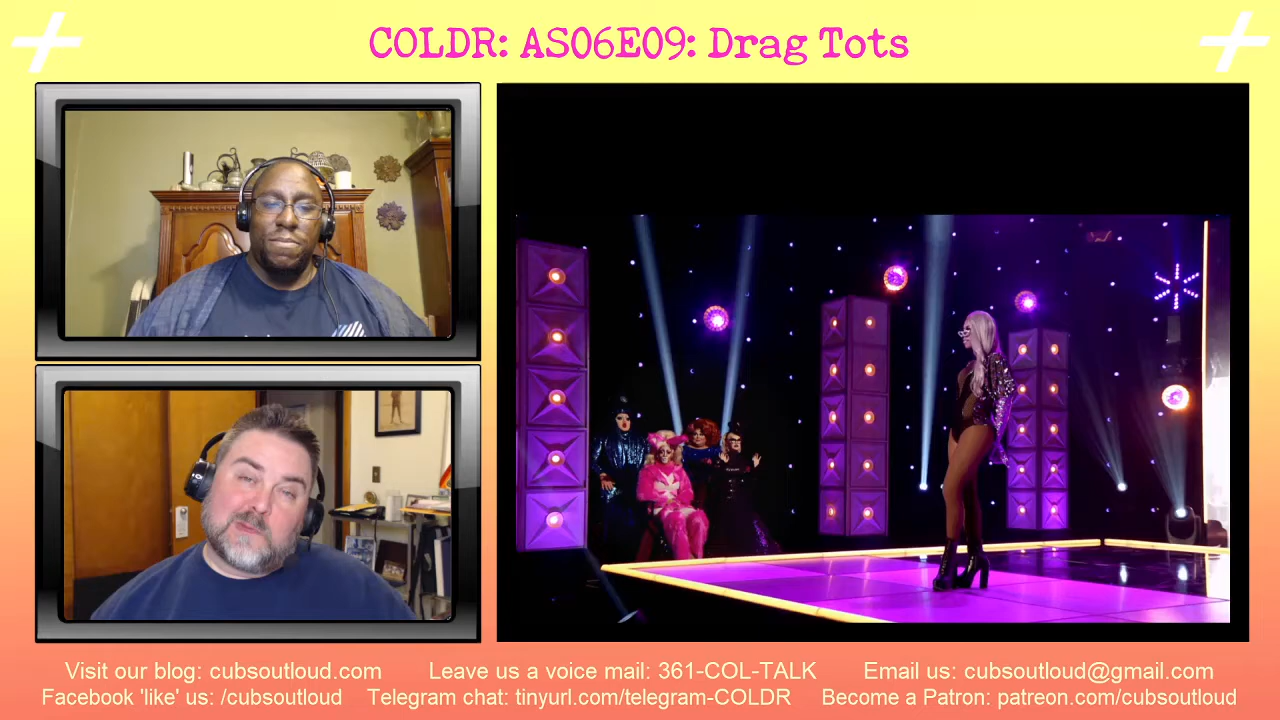 COLDR: AS06E09: Drag Tots
Visit our blog: cubsoutloud.com Leave us a voice mail: 361-COL-TALK Email us: cubsoutloud@gmail.com
Facebook 'like' us: /cubsoutloud Telegram chat: tinyurl.com/telegram-COLDR Become a Patron: patreon.com/cubsoutloud